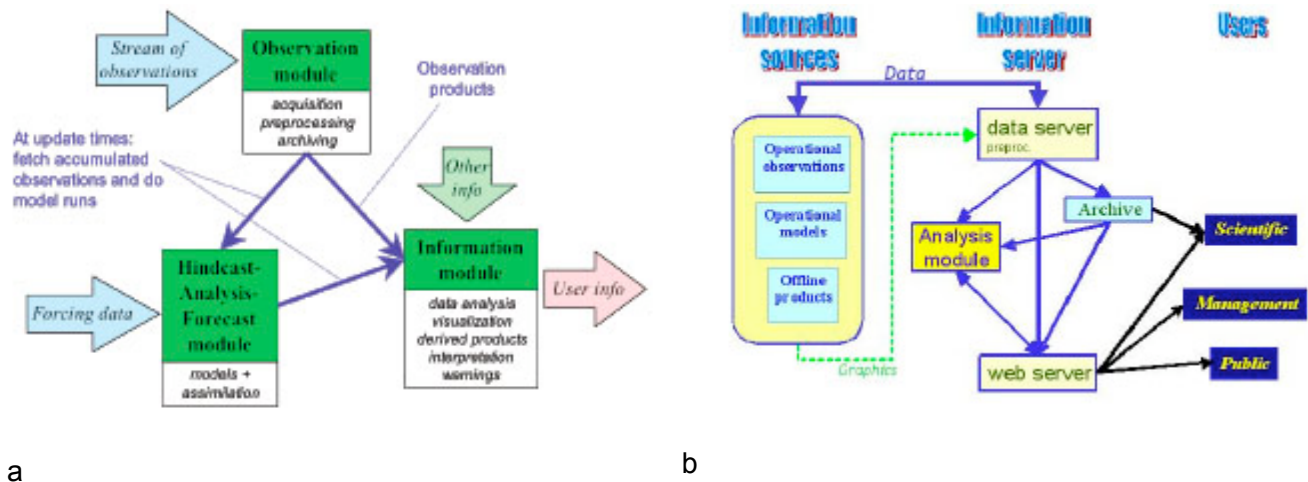 Stream of
observations
Observation
module
acquisition
preprocessing
archiving
Observation
products
At update times:
fetch accumulated
observations and do
model runs
Other
info
Forcing data
Hindcast-
Analysis-
Forecast
module
models +
assimilation
Information
module
data analysis
visualization
derived products
interpretation
warnings
User info
a
Information
sources
Information
server
Users
Data
Operational
observations
Operational
models
Offline
products
data server
preproc.
Archive
Analysis
module
web server
Graphics
Scientific
Management
Public
b